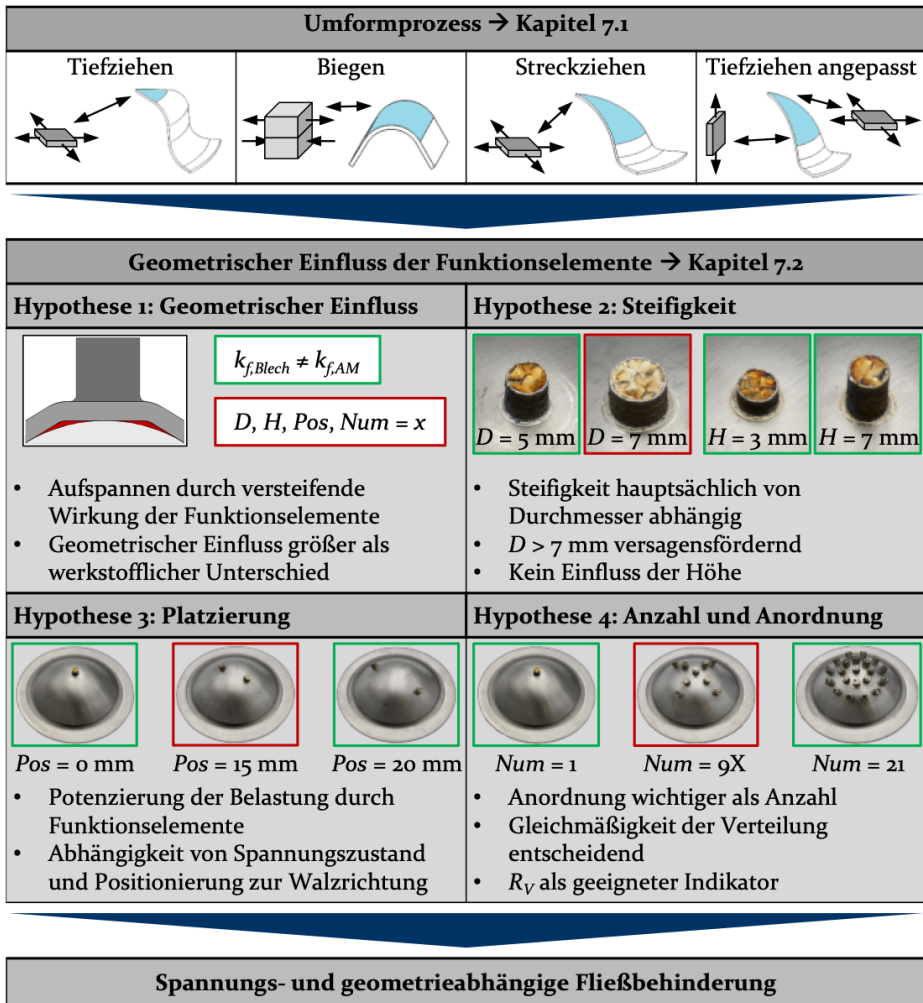 Umformprozess → Kapitel 7.1
Tiefziehen
Biegen
Streckziehen
Tiefziehen angepasst
Geometrischer Einfluss der Funktionselemente → Kapitel 7.2
Hypothese 1: Geometrischer Einfluss
k_{f,Blech} ≠ k_{f,AM}
D, H, Pos, Num = x
• Aufspannen durch versteifende
Wirkung der Funktionselemente
• Geometrischer Einfluss größer als
werkstofflicher Unterschied
Hypothese 2: Steifigkeit
D = 5 mm
D = 7 mm
H = 3 mm
H = 7 mm
• Steifigkeit hauptsächlich von
Durchmesser abhängig
• D > 7 mm versagensfördernd
• Kein Einfluss der Höhe
Hypothese 3: Platzierung
Pos = 0 mm
Pos = 15 mm
Pos = 20 mm
• Potenzierung der Belastung durch
Funktionselemente
• Abhängigkeit von Spannungszustand
und Positionierung zur Walzrichtung
Hypothese 4: Anzahl und Anordnung
Num = 1
Num = 9X
Num = 21
• Anordnung wichtiger als Anzahl
• Gleichmäßigkeit der Verteilung
entscheidend
• R_V als geeigneter Indikator
Spannungs- und geometrieabhängige Fließbehinderung